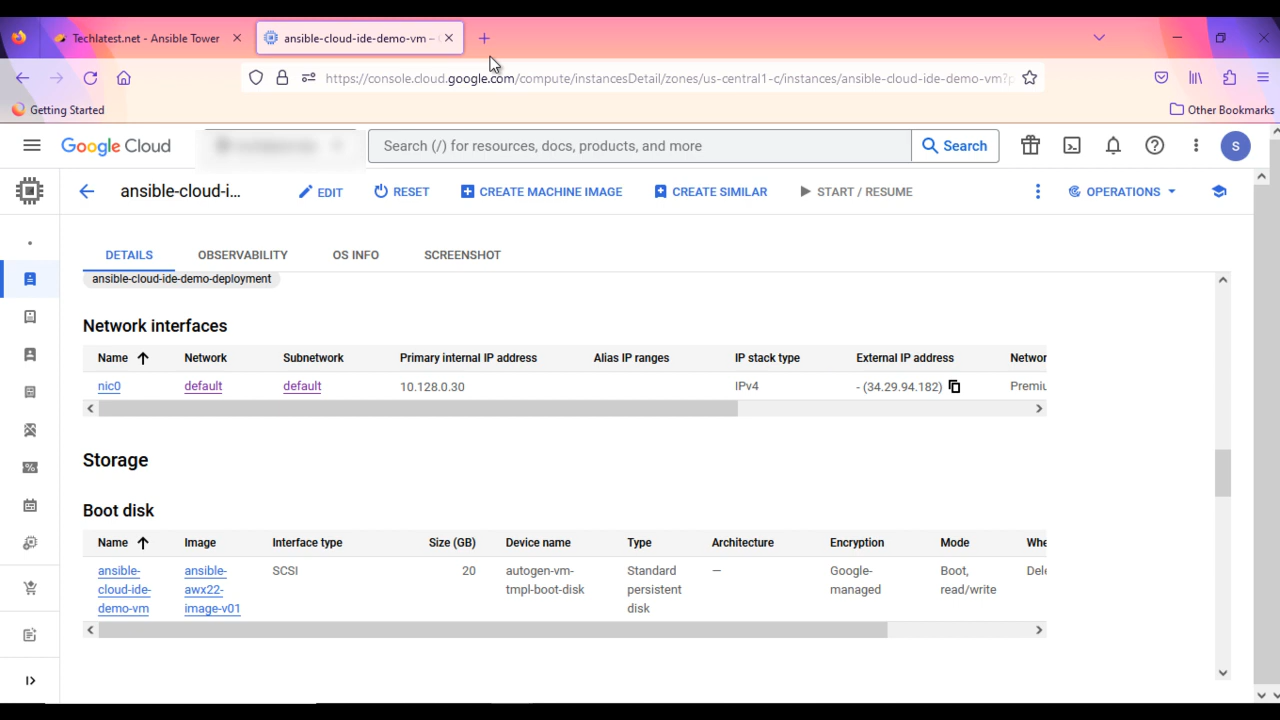 Techlatest.net - Ansible Tower
ansible-cloud-ide-demo-vm –
https://console.cloud.google.com/compute/instancesDetail/zones/us-central1-c/instances/ansible-cloud-ide-demo-vm?p
Getting Started
Other Bookmarks
Google Cloud
Search (/) for resources, docs, products, and more
Search
S
ansible-cloud-i...
EDIT
RESET
CREATE MACHINE IMAGE
CREATE SIMILAR
START / RESUME
OPERATIONS
DETAILS
OBSERVABILITY
OS INFO
SCREENSHOT
ansible-cloud-ide-demo-deployment
Network interfaces
Name Network Subnetwork Primary internal IP address Alias IP ranges IP stack type External IP address Networ
nic0 default default 10.128.0.30 IPv4 - (34.29.94.182) Premiu
Storage
Boot disk
Name Image Interface type Size (GB) Device name Type Architecture Encryption Mode Whe
ansible- ansible- SCSI 20 autogen-vm- Standard — Google- Boot, Dele
cloud-ide- awx22- tmpl-boot-disk persistent managed read/write
demo-vm image-v01 disk